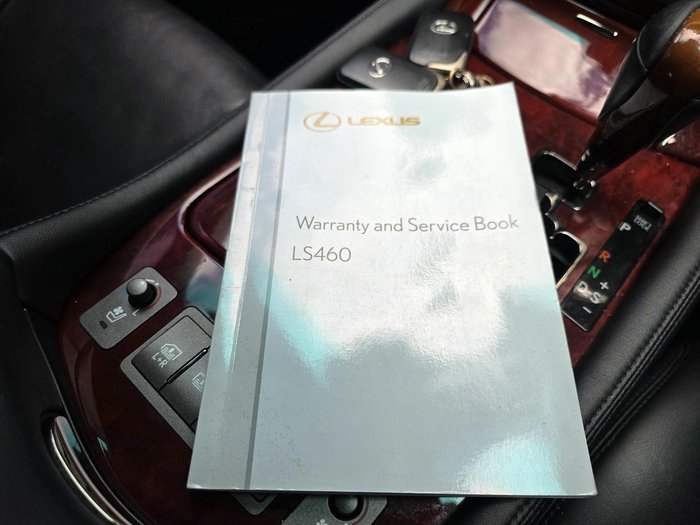 LEXUS
Warranty and Service Book
LS460
P
R
N
D-S
+
-
L+R